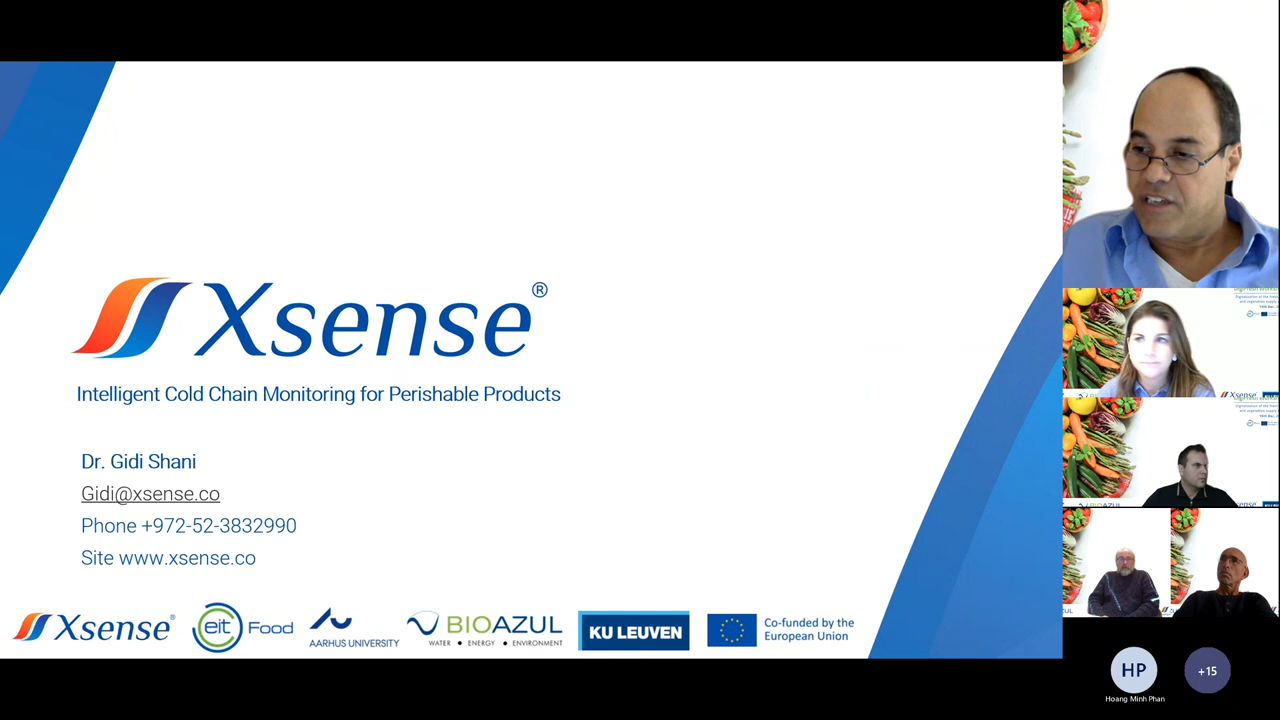 Xsense®
Intelligent Cold Chain Monitoring for Perishable Products
Dr. Gidi Shani
Gidi@xsense.co
Phone +972-52-3832990
Site www.xsense.co
Xsense®
eit Food
AARHUS UNIVERSITY
BIOAZUL
WATER • ENERGY • ENVIRONMENT
KU LEUVEN
Co-funded by the
European Union
Xsense
BIOAZUL
HP
Hoang Minh Phan
+15